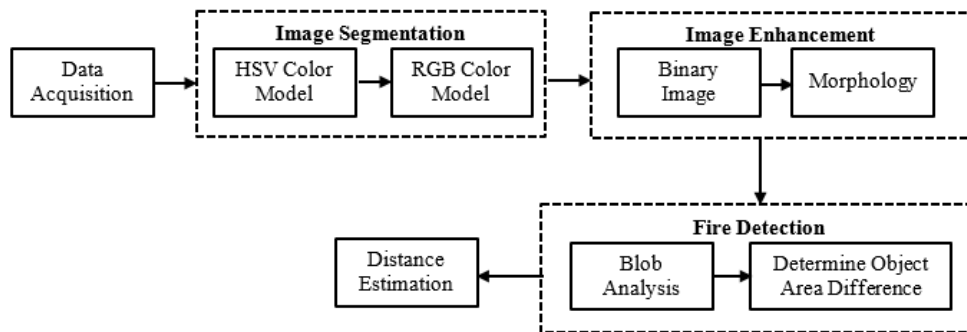 Image Segmentation
Image Enhancement
Data
Acquisition
HSV Color
Model
RGB Color
Model
Binary
Image
Morphology
Fire Detection
Distance
Estimation
Blob
Analysis
Determine Object
Area Difference